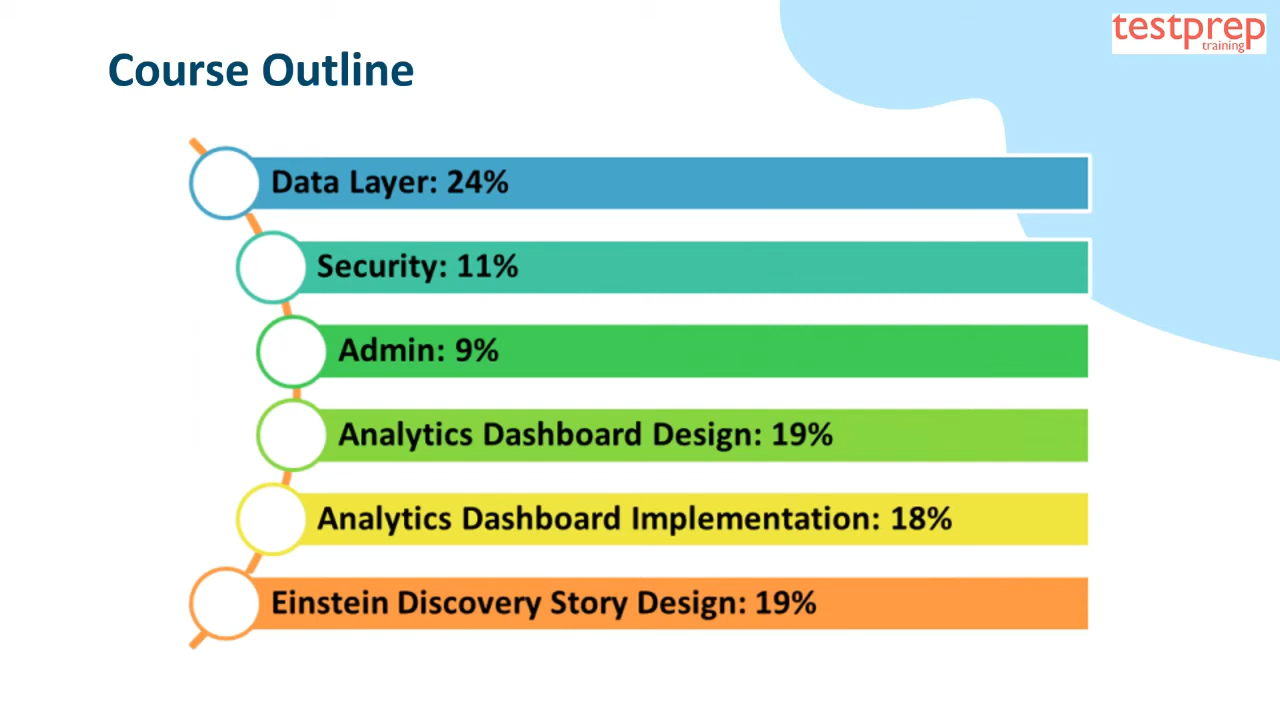 testprep
training
Course Outline
Data Layer: 24%
Security: 11%
Admin: 9%
Analytics Dashboard Design: 19%
Analytics Dashboard Implementation: 18%
Einstein Discovery Story Design: 19%